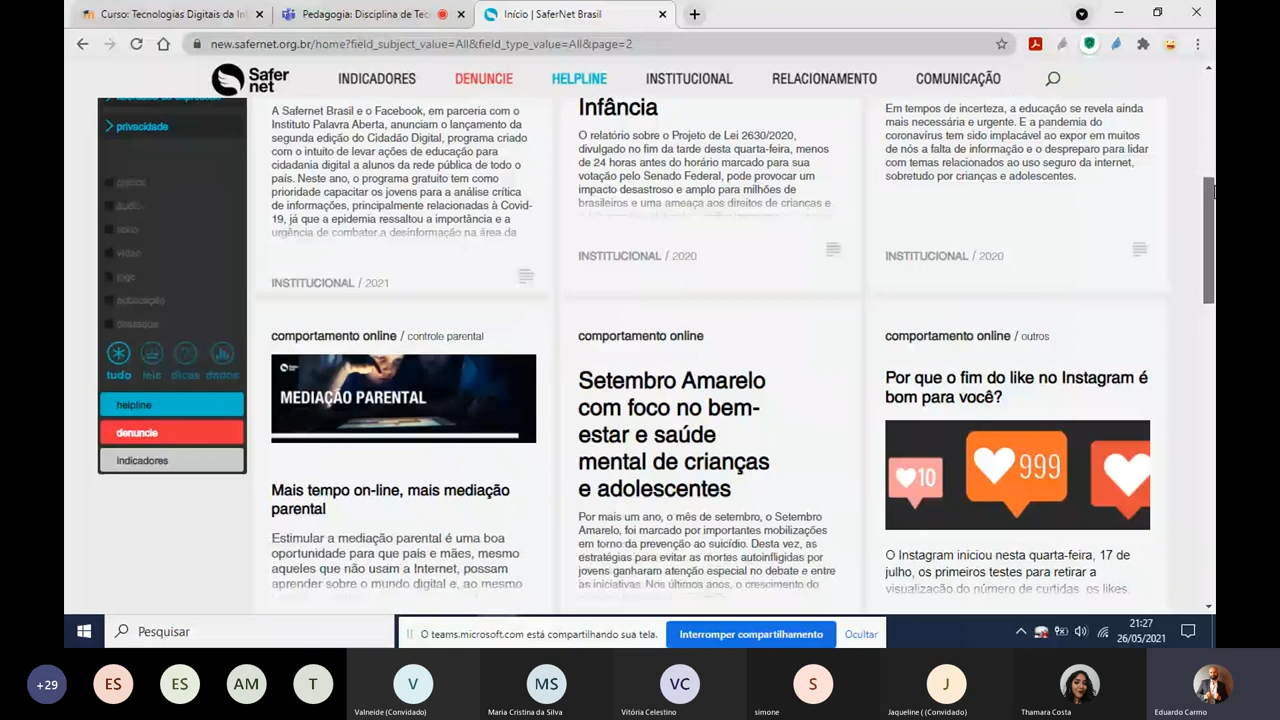 Curso: Tecnologias Digitais da In
Pedagogia: Disciplina de Tec
Início | SaferNet Brasil
new.safernet.org.br/home?field_subject_value=All&field_type_value=All&page=2
Safer
net
INDICADORES
DENUNCIE
HELPLINE
INSTITUCIONAL
RELACIONAMENTO
COMUNICAÇÃO
privacidade
vídeo
jogo
tudo
leis
dicas
dados
helpline
denuncie
indicadores
A Safernet Brasil e o Facebook, em parceria com o
Instituto Palavra Aberta, anunciam o lançamento da
segunda edição do Cidadão Digital, programa criado
com o intuito de levar ações de educação para
cidadania digital a alunos da rede pública de todo o
país. Neste ano, o programa gratuito tem como
prioridade capacitar os jovens para a análise crítica
de informações, principalmente relacionadas à Covid-
19, já que a epidemia ressaltou a importância e a
urgência de combater a desinformação na área da
INSTITUCIONAL / 2021
Infância
O relatório sobre o Projeto de Lei 2630/2020,
divulgado no fim da tarde desta quarta-feira, menos
de 24 horas antes do horário marcado para sua
votação pelo Senado Federal, pode provocar um
impacto desastroso e amplo para milhões de
brasileiros e uma ameaça aos direitos de crianças e
INSTITUCIONAL / 2020
Em tempos de incerteza, a educação se revela ainda
mais necessária e urgente. E a pandemia do
coronavírus tem sido implacável ao expor em muitos
de nós a falta de informação e o despreparo para lidar
com temas relacionados ao uso seguro da internet,
sobretudo por crianças e adolescentes.
INSTITUCIONAL / 2020
comportamento online / controle parental
MEDIAÇÃO PARENTAL
Mais tempo on-line, mais mediação
parental
Estimular a mediação parental é uma boa
oportunidade para que pais e mães, mesmo
aqueles que não usam a Internet, possam
aprender sobre o mundo digital e, ao mesmo
comportamento online
Setembro Amarelo
com foco no bem-
estar e saúde
mental de crianças
e adolescentes
Por mais um ano, o mês de setembro, o Setembro
Amarelo, foi marcado por importantes mobilizações
em torno da prevenção ao suicídio. Desta vez, as
estratégias para evitar as mortes autoinfligidas por
jovens ganharam atenção especial no debate e entre
as iniciativas. Nos últimos anos, o crescimento do
comportamento online / outros
Por que o fim do like no Instagram é
bom para você?
10
999
O Instagram iniciou nesta quarta-feira, 17 de
julho, os primeiros testes para retirar a
visualização do número de curtidas os likes.
Pesquisar
O teams.microsoft.com está compartilhando sua tela.
Interromper compartilhamento
Ocultar
21:27
26/05/2021
+29
ES
ES
AM
T
V
MS
VC
S
J
Valneide (Convidado)
Maria Cristina da Silva
Vitória Celestino
simone
Jaqueline ( (Convidado)
Thamara Costa
Eduardo Carmo